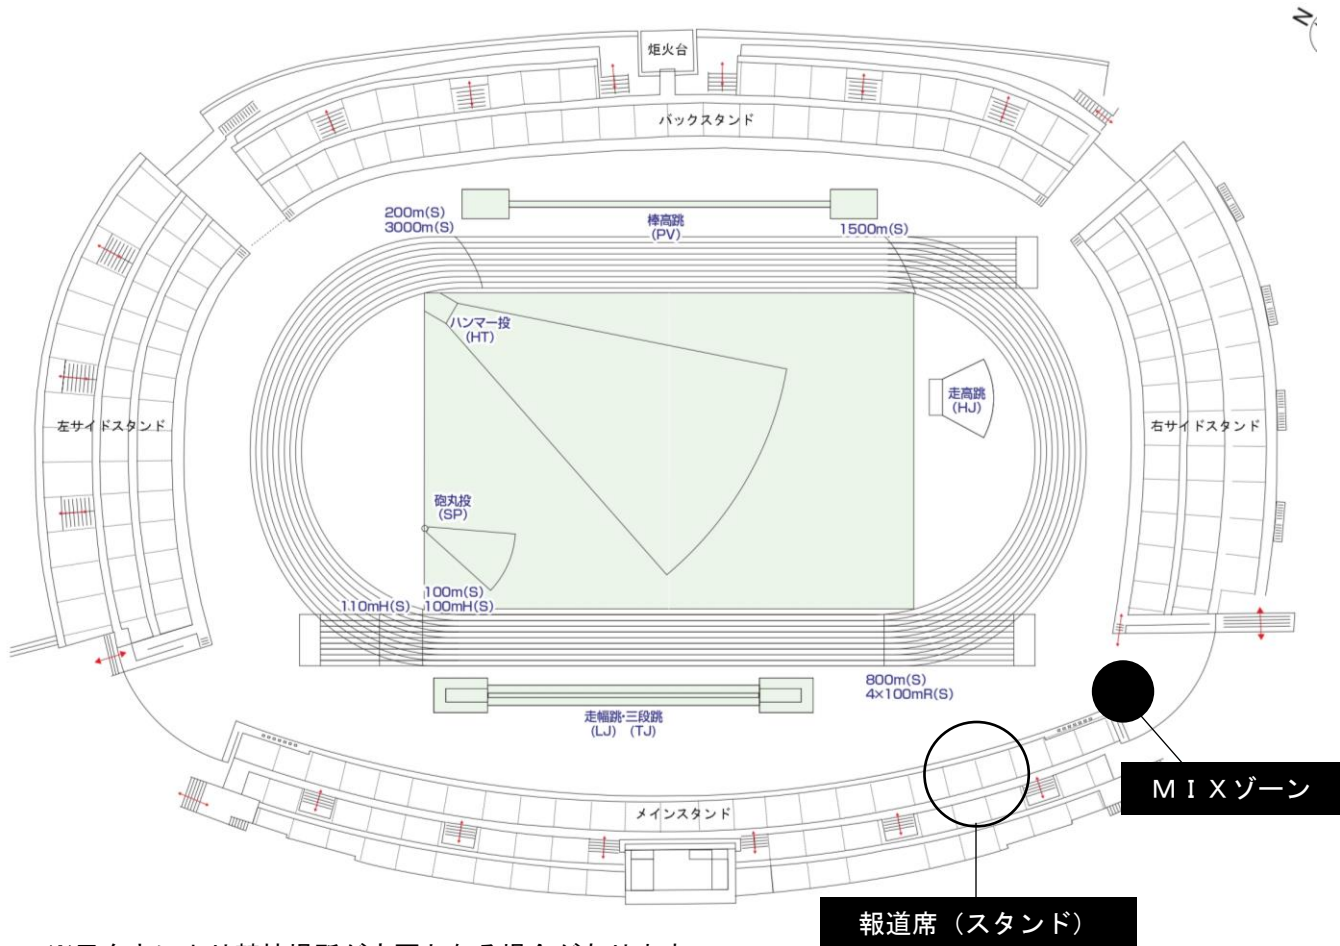 N
炬火台
バックスタンド
200m(S)
3000m(S)
棒高跳
(PV)
1500m(S)
ハンマー投
(HT)
走高跳
(HJ)
左サイドスタンド
右サイドスタンド
砲丸投
(SP)
100m(S)
110mH(S) 100mH(S)
800m(S)
4×100mR(S)
走幅跳・三段跳
(LJ) (TJ)
メインスタンド
ＭＩＸゾーン
報道席（スタンド）